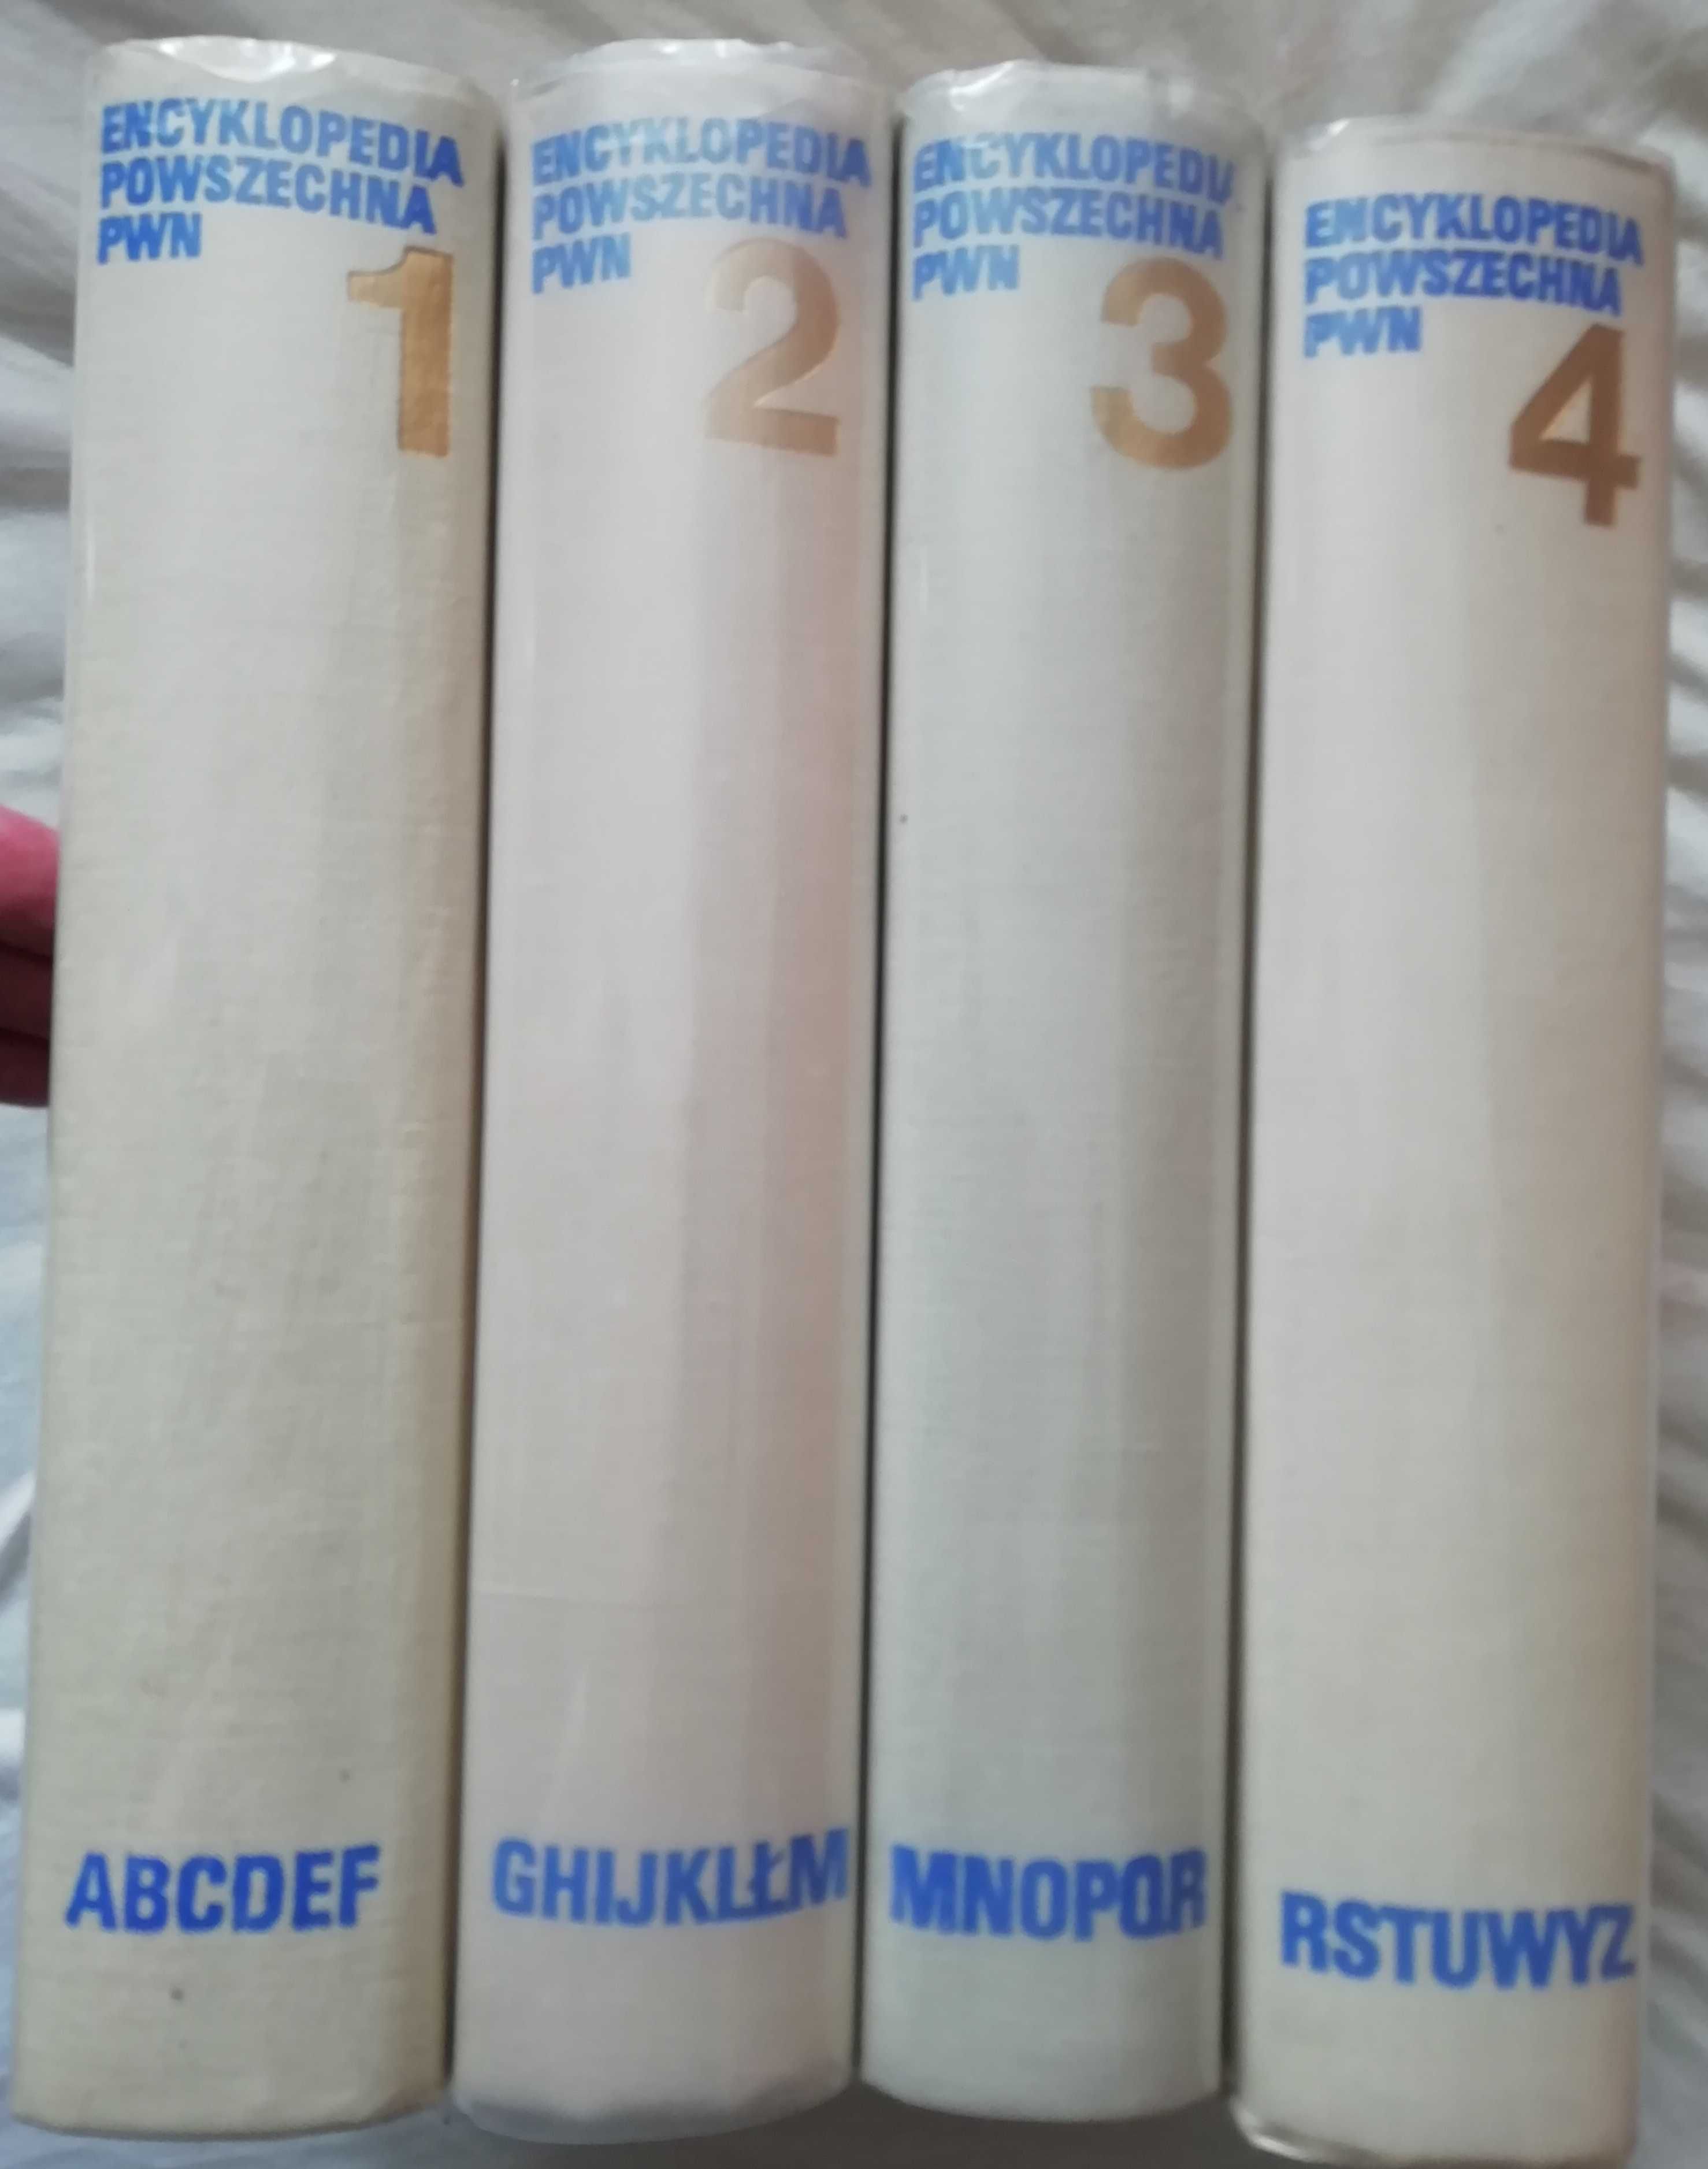 ENCYKLOPEDIA
POWSZECHNA
PWN
1
ABCDEF
ENCYKLOPEDIA
POWSZECHNA
PWN
2
GHIJKLŁM
ENCYKLOPEDIA
POWSZECHNA
PWN
3
MNOPQR
ENCYKLOPEDIA
POWSZECHNA
PWN
4
RSTUWYZ